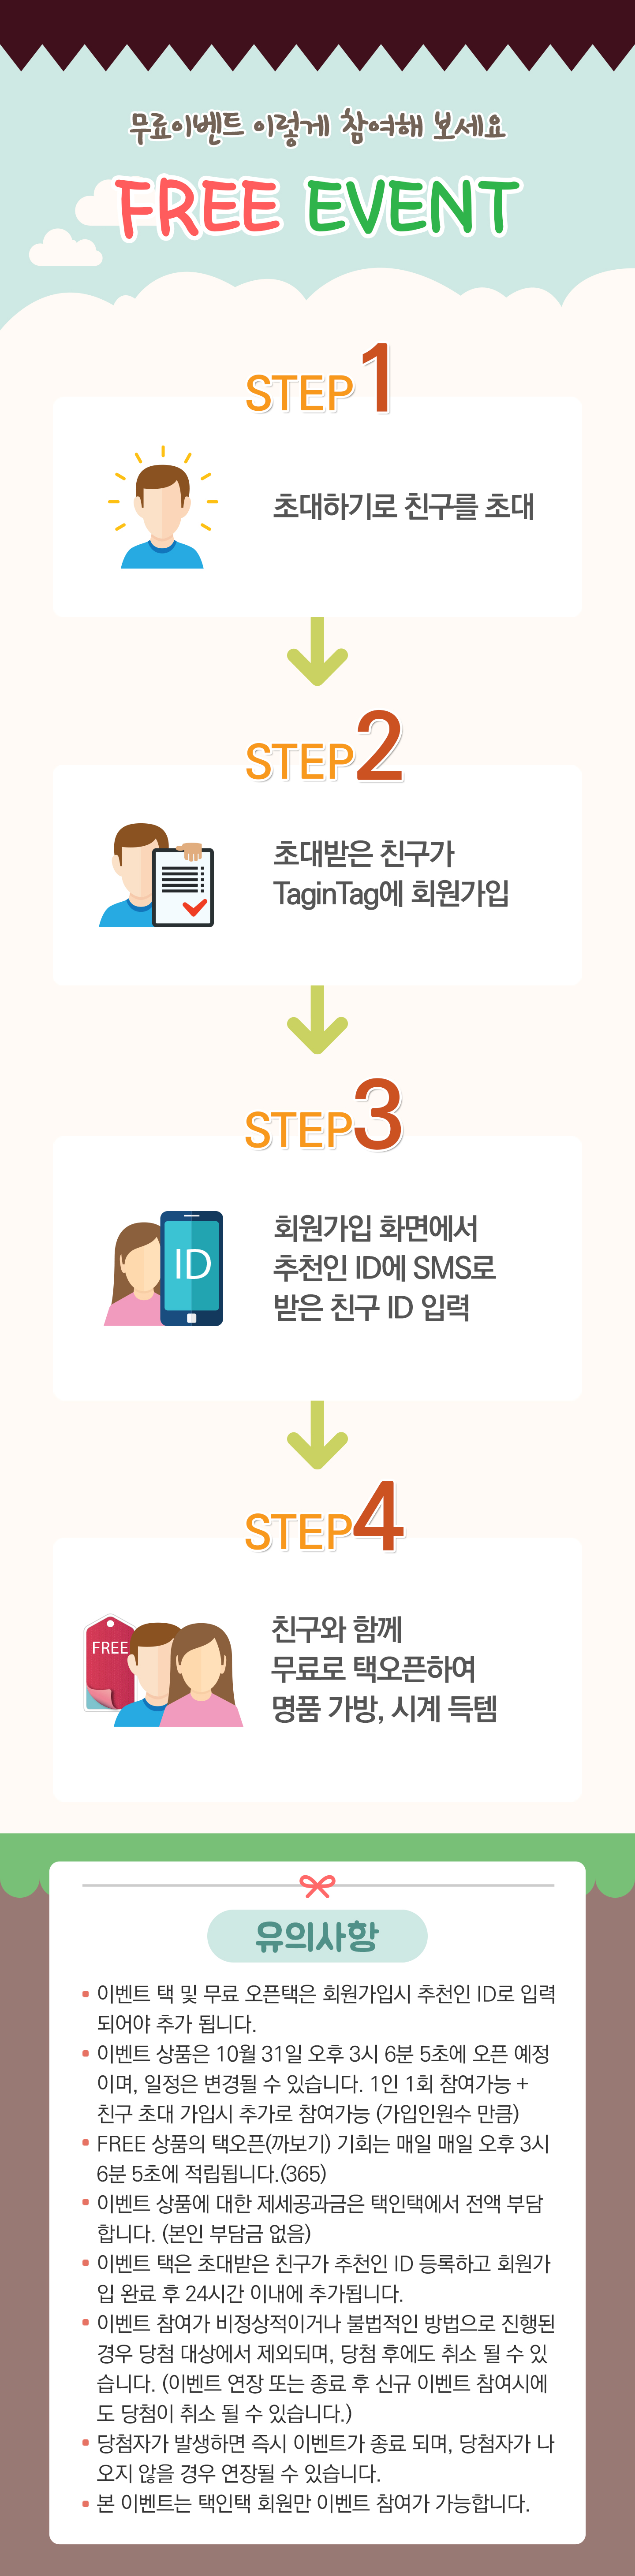 무료이벤트 이렇게 참여해 보세요
FREE EVENT
STEP1
초대하기로 친구를 초대
STEP2
초대받은 친구가
TaginTag에 회원가입
STEP3
ID
회원가입 화면에서
추천인 ID에 SMS로
받은 친구 ID 입력
STEP4
FREE
친구와 함께
무료로 택오픈하여
명품 가방, 시계 득템
유의사항
이벤트 택 및 무료 오픈택은 회원가입시 추천인 ID로 입력
되어야 추가 됩니다.
이벤트 상품은 10월 31일 오후 3시 6분 5초에 오픈 예정
이며, 일정은 변경될 수 있습니다. 1인 1회 참여가능 +
친구 초대 가입시 추가로 참여가능 (가입인원수 만큼)
FREE 상품의 택오픈(까보기) 기회는 매일 매일 오후 3시
6분 5초에 적립됩니다.(365)
이벤트 상품에 대한 제세공과금은 택인택에서 전액 부담
합니다. (본인 부담금 없음)
이벤트 택은 초대받은 친구가 추천인 ID 등록하고 회원가
입 완료 후 24시간 이내에 추가됩니다.
이벤트 참여가 비정상적이거나 불법적인 방법으로 진행된
경우 당첨 대상에서 제외되며, 당첨 후에도 취소 될 수 있
습니다. (이벤트 연장 또는 종료 후 신규 이벤트 참여시에
도 당첨이 취소 될 수 있습니다.)
당첨자가 발생하면 즉시 이벤트가 종료 되며, 당첨자가 나
오지 않을 경우 연장될 수 있습니다.
본 이벤트는 택인택 회원만 이벤트 참여가 가능합니다.